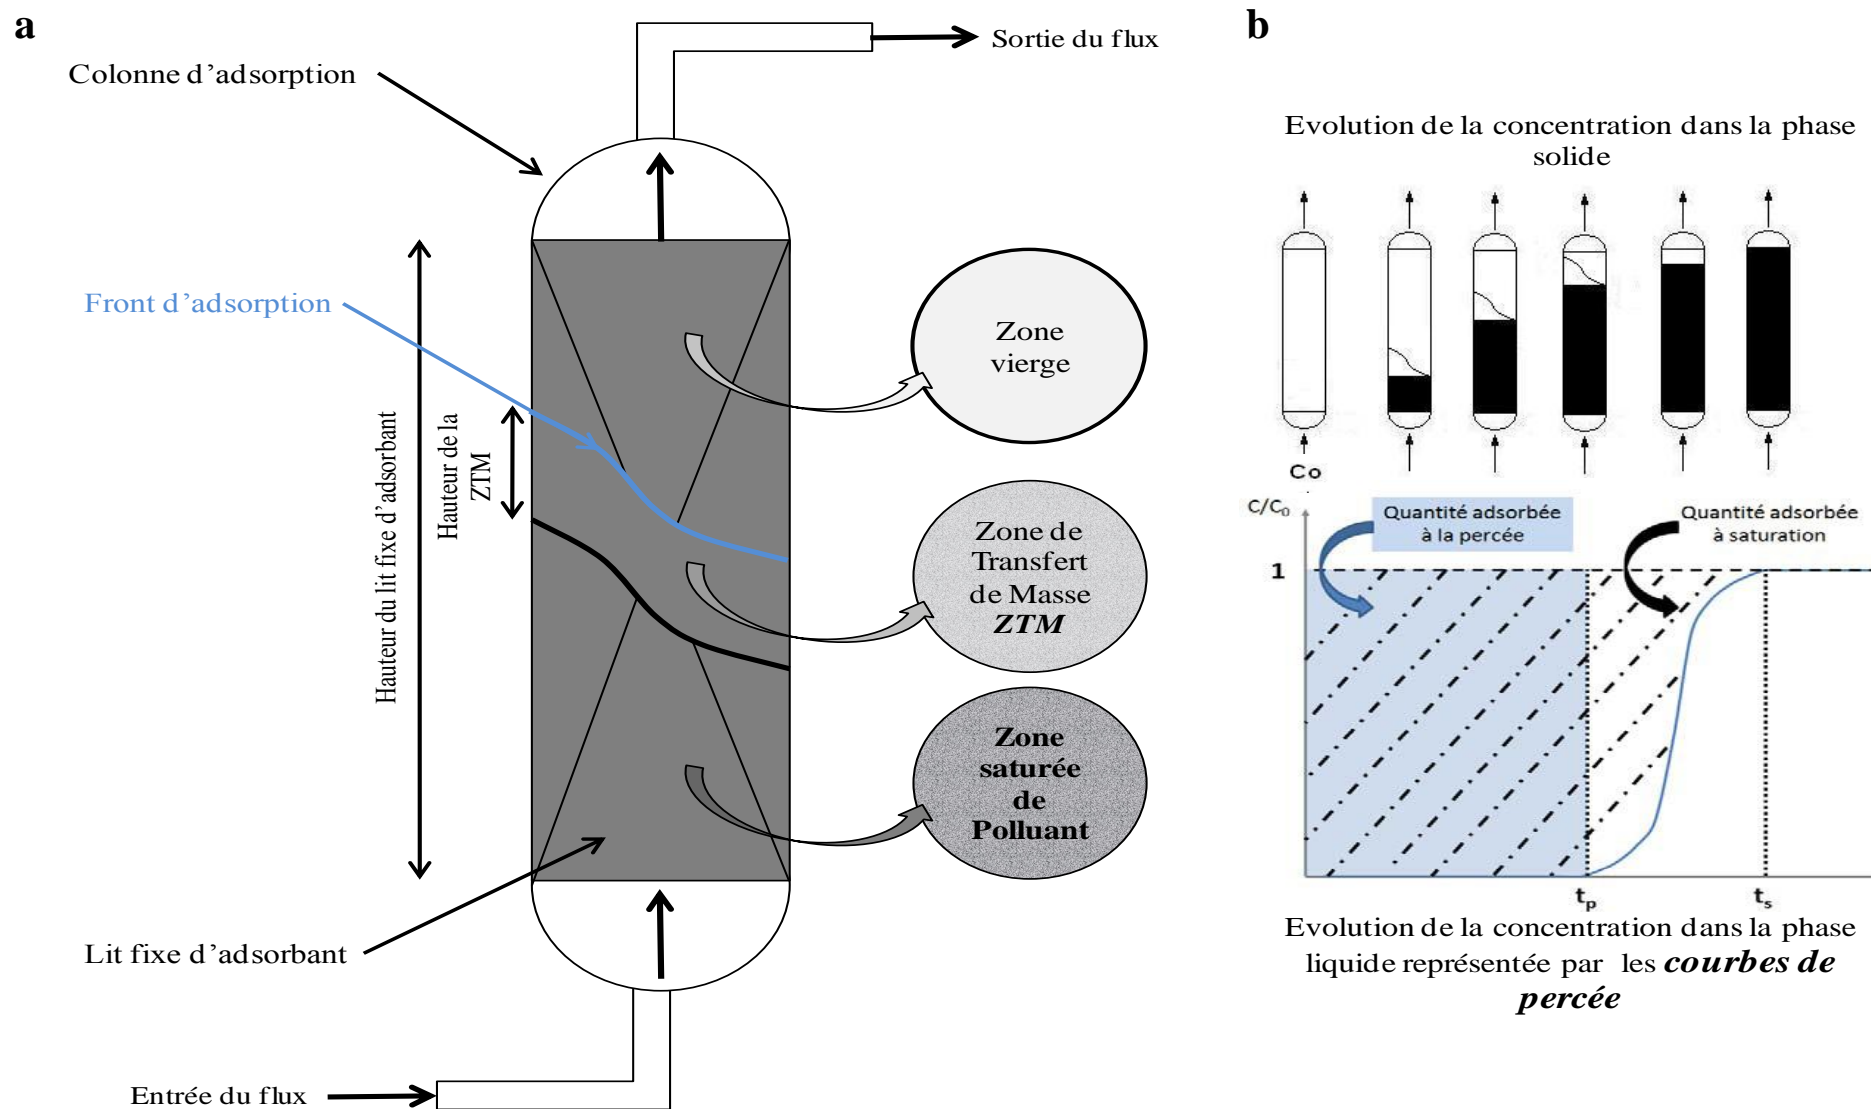 a
Sortie du flux
Colonne d’adsorption
Front d’adsorption
Hauteur du lit fixe d’adsorbant
Hauteur de la
ZTM
Zone
vierge
Zone de
Transfert
de Masse
ZTM
Zone
saturée
de
Polluant
Lit fixe d’adsorbant
Entrée du flux
b
Evolution de la concentration dans la phase
solide
Co
C/C₀
Quantité adsorbée
à la percée
Quantité adsorbée
à saturation
1
tₚ
tₛ
Evolution de la concentration dans la phase
liquide représentée par les courbes de
percée